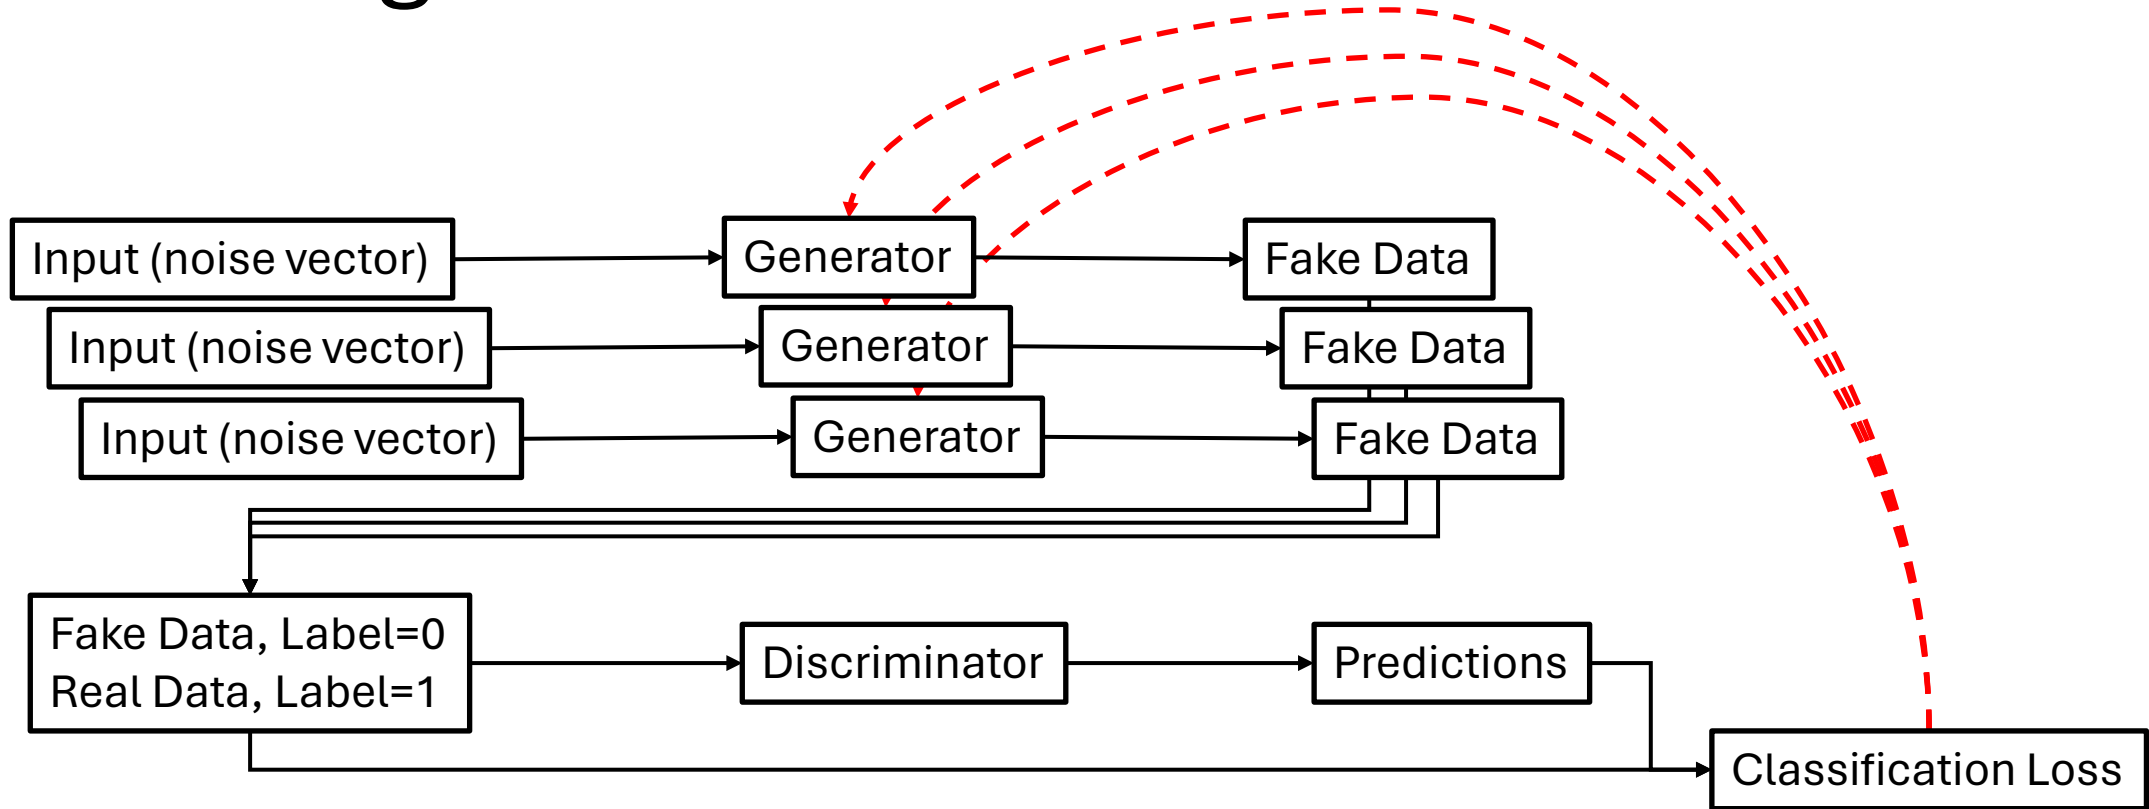 Input (noise vector)
Generator
Fake Data
Input (noise vector)
Generator
Fake Data
Input (noise vector)
Generator
Fake Data
Fake Data, Label=0
Real Data, Label=1
Discriminator
Predictions
Classification Loss